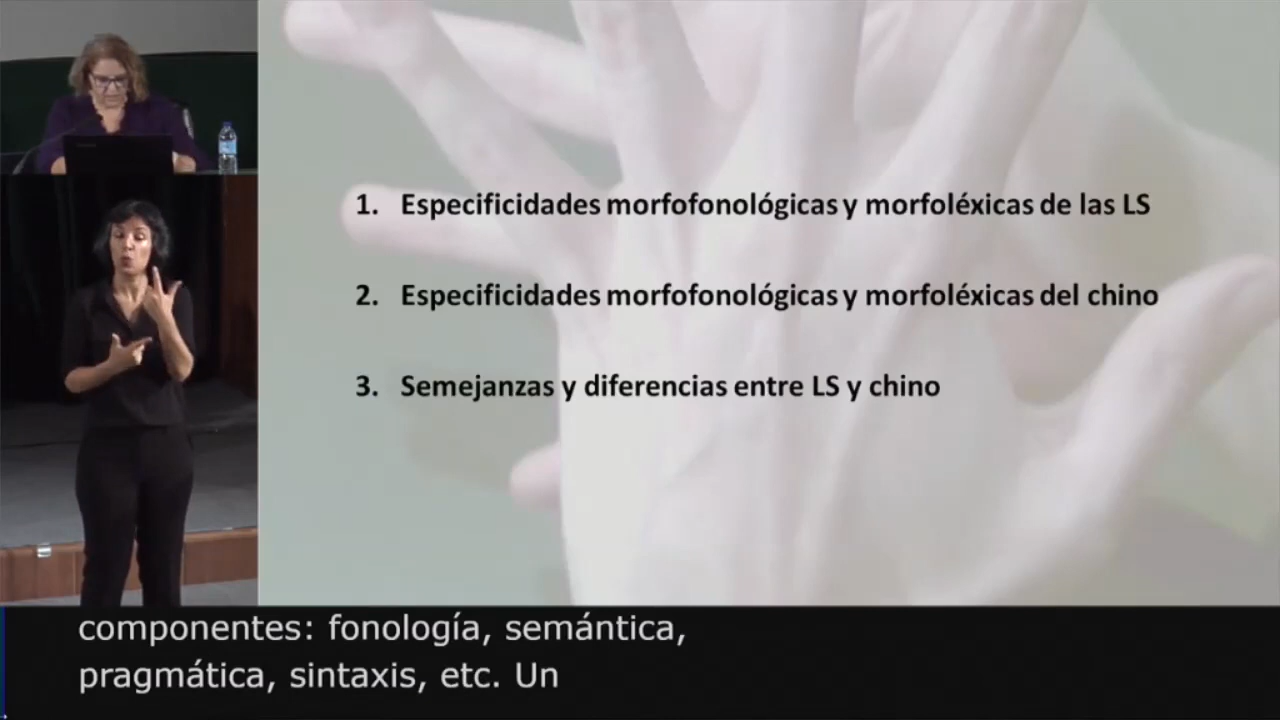 1. Especificidades morfofonológicas y morfoléxicas de las LS
2. Especificidades morfofonológicas y morfoléxicas del chino
3. Semejanzas y diferencias entre LS y chino
componentes: fonología, semántica,
pragmática, sintaxis, etc. Un